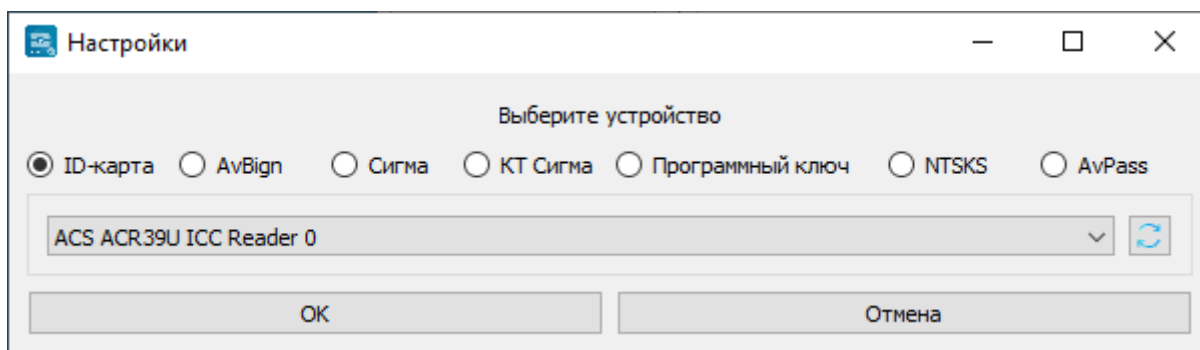 Настройки
Выберите устройство
ID-карта AvBign Сигма КТ Сигма Программный ключ NTSKS AvPass
ACS ACR39U ICC Reader 0
OK Отмена